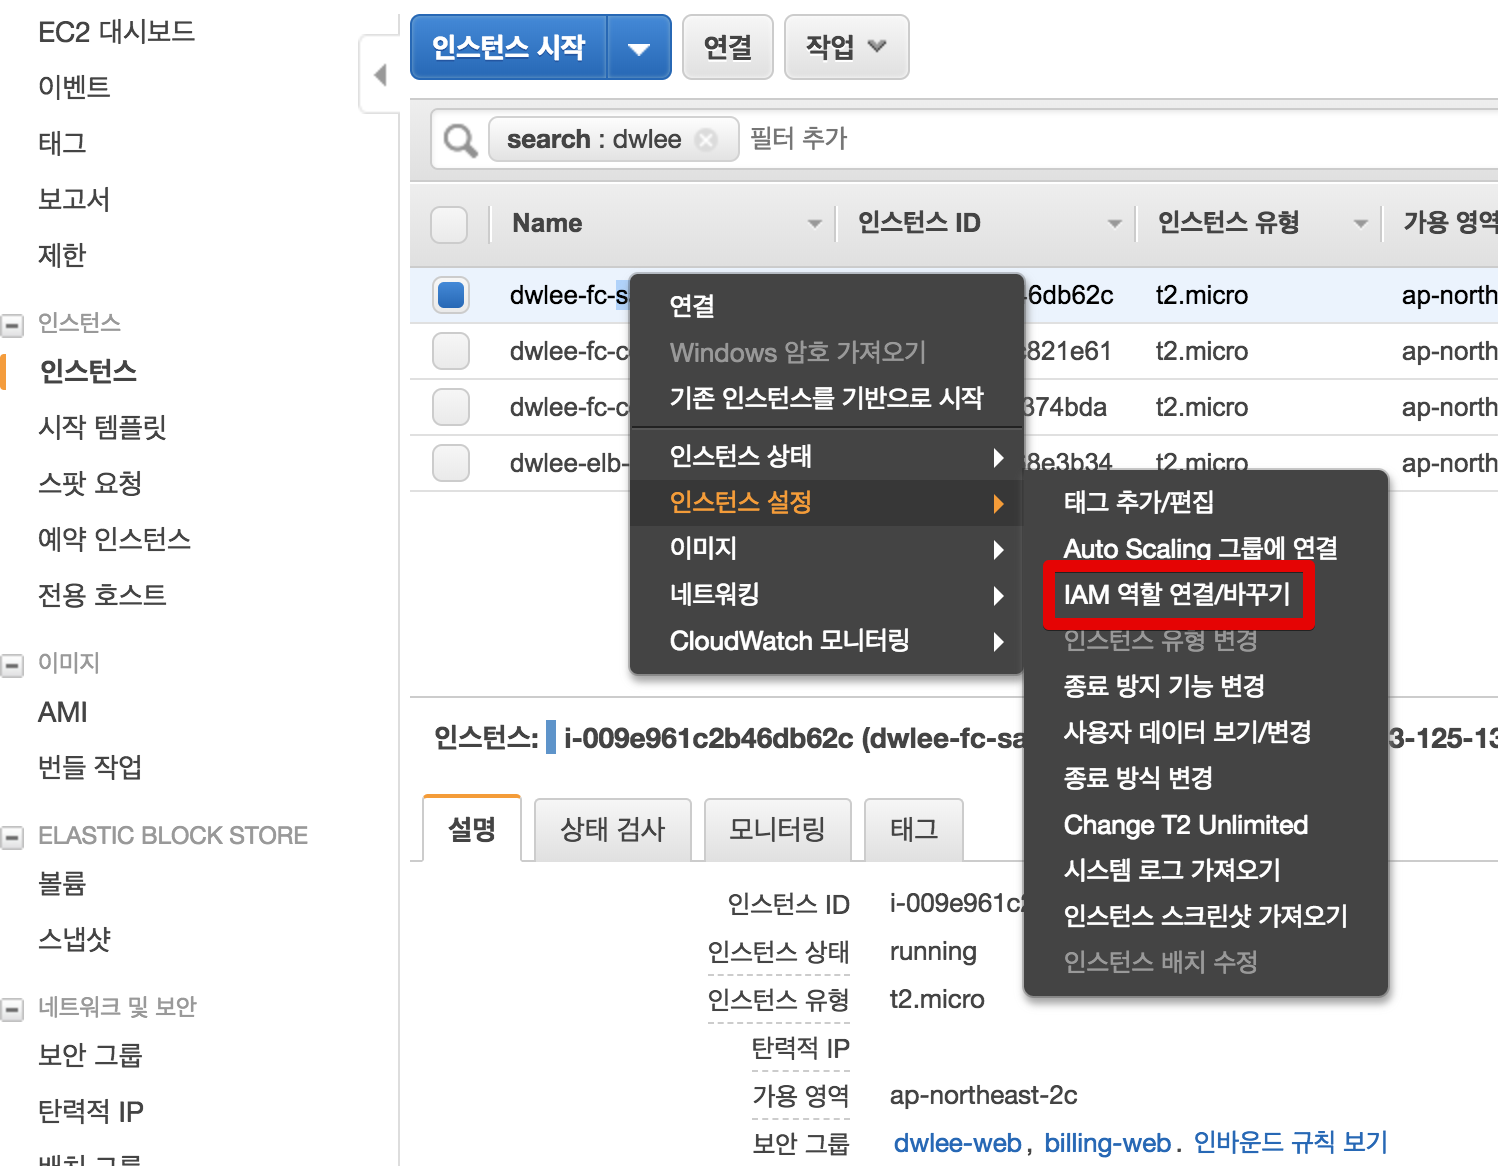 EC2 대시보드
이벤트
태그
보고서
제한
인스턴스
인스턴스
시작 템플릿
스팟 요청
예약 인스턴스
전용 호스트
이미지
AMI
번들 작업
ELASTIC BLOCK STORE
볼륨
스냅샷
네트워크 및 보안
보안 그룹
탄력적 IP
배치 그룹
인스턴스 시작 연결 작업
search : dwlee 필터 추가
Name 인스턴스 ID 인스턴스 유형 가용 영역
dwlee-fc-s 6db62c t2.micro ap-north
dwlee-fc-c 821e61 t2.micro ap-north
dwlee-fc-c 374bda t2.micro ap-north
dwlee-elb- 8e3b34 t2.micro ap-north
연결
Windows 암호 가져오기
기존 인스턴스를 기반으로 시작
인스턴스 상태
인스턴스 설정
이미지
네트워킹
CloudWatch 모니터링
태그 추가/편집
Auto Scaling 그룹에 연결
IAM 역할 연결/바꾸기
인스턴스 유형 변경
종료 방지 기능 변경
사용자 데이터 보기/변경
종료 방식 변경
Change T2 Unlimited
시스템 로그 가져오기
인스턴스 스크린샷 가져오기
인스턴스 배치 수정
인스턴스: i-009e961c2b46db62c (dwlee-fc-sa 3-125-13
설명 상태 검사 모니터링 태그
인스턴스 ID i-009e961c2
인스턴스 상태 running
인스턴스 유형 t2.micro
탄력적 IP
가용 영역 ap-northeast-2c
보안 그룹 dwlee-web, billing-web. 인바운드 규칙 보기